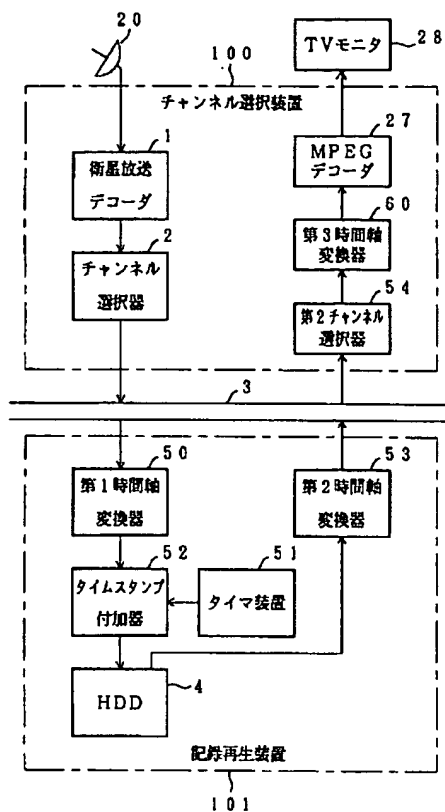 20
28
TVモニタ
100
チャンネル選択装置
1
衛星放送
デコーダ
27
MPEG
デコーダ
2
チャンネル
選択器
60
第3時間軸
変換器
54
第2チャンネル
選択器
3
50
第1時間軸
変換器
53
第2時間軸
変換器
52
タイムスタンプ
付加器
51
タイマ装置
HDD
4
記録再生装置
101